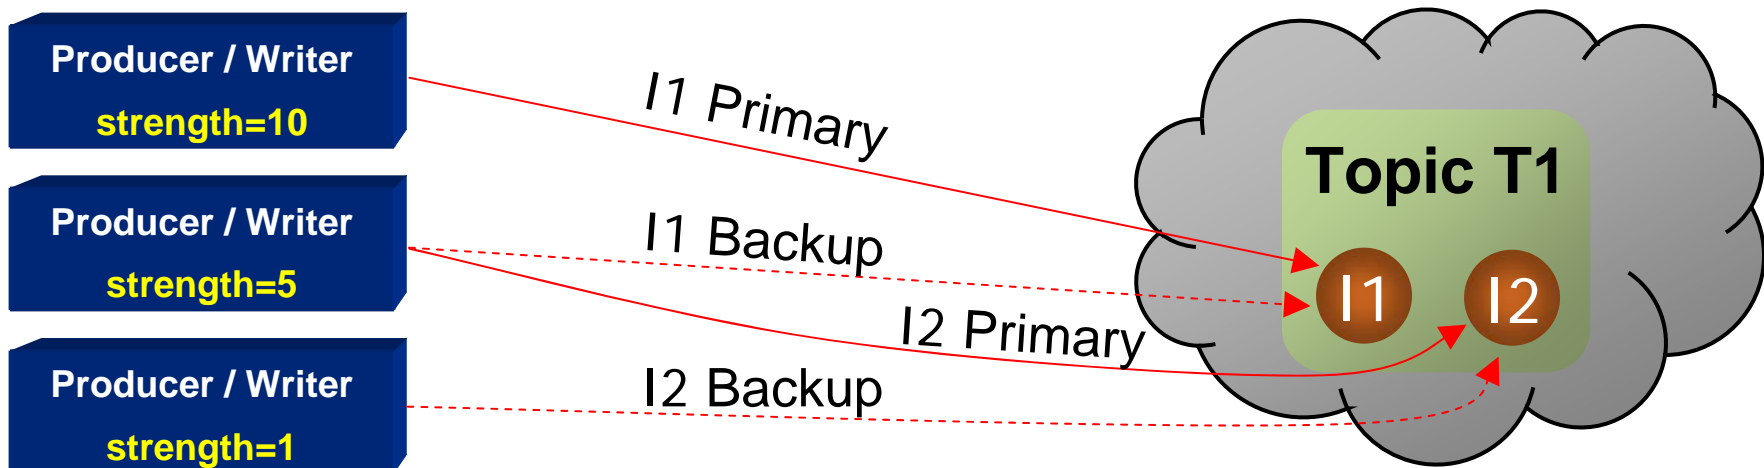 Producer / Writer
strength=10
I1 Primary
Topic T1
Producer / Writer
strength=5
I1 Backup
I1
I2
I2 Primary
Producer / Writer
strength=1
I2 Backup